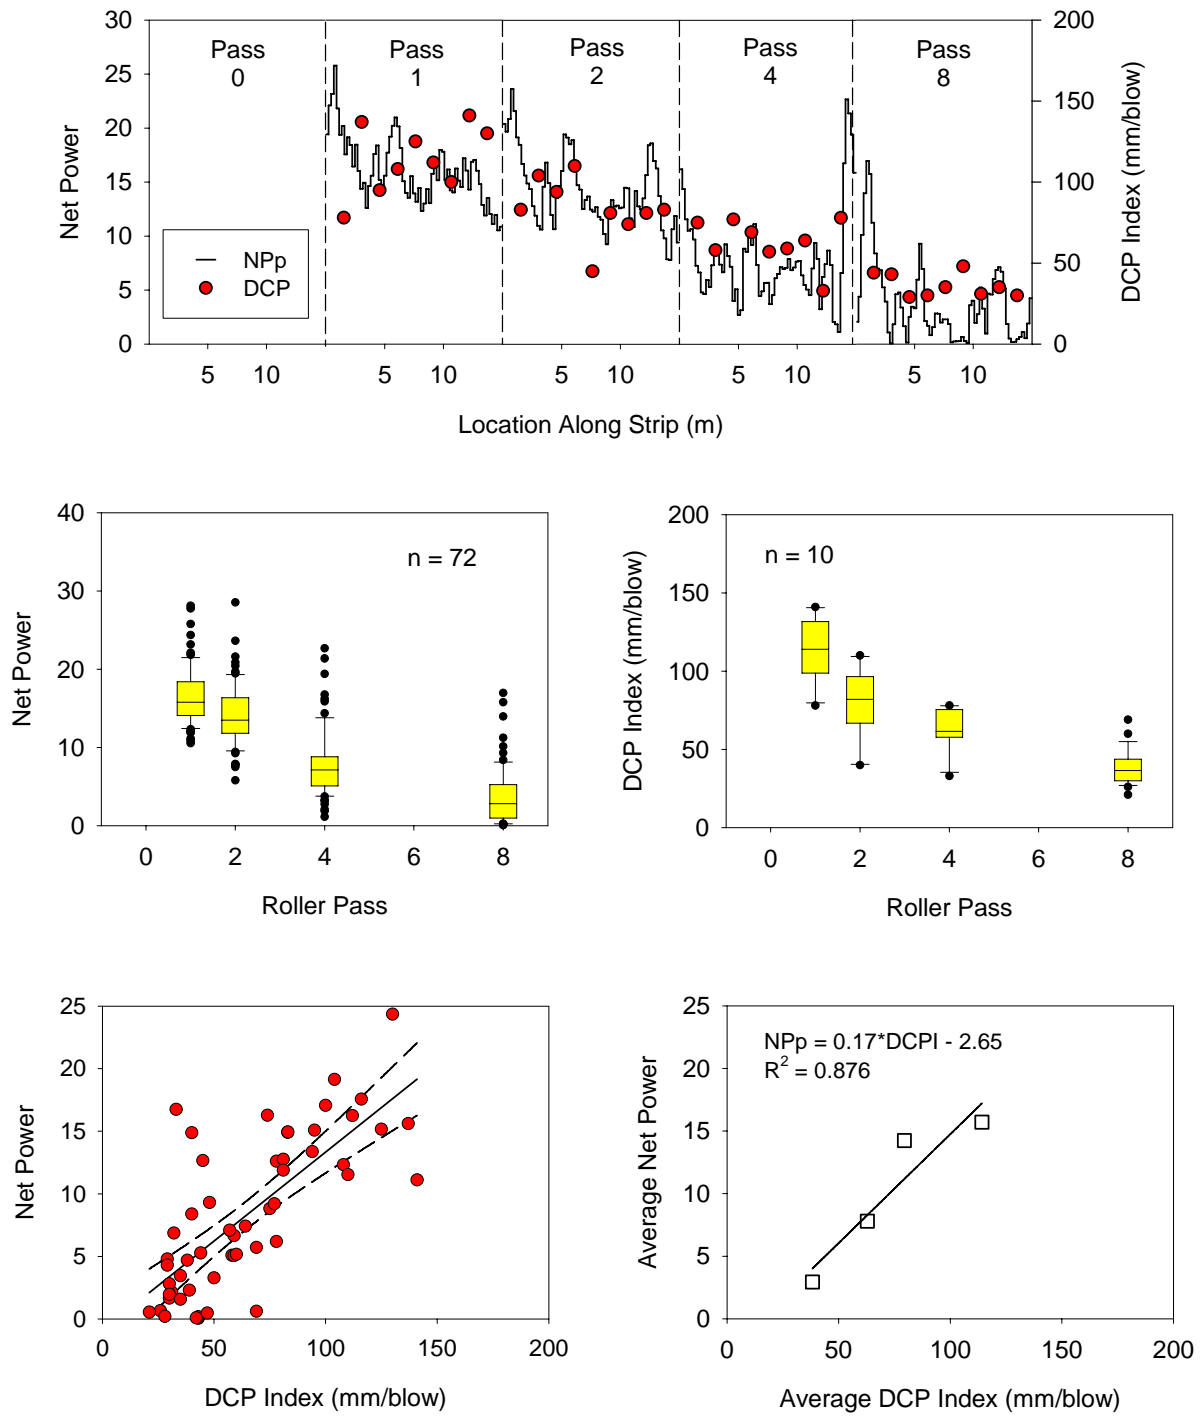 30
25
20
15
10
5
0
Net Power
Pass
0
Pass
1
Pass
2
Pass
4
Pass
8
NPp
DCP
200
150
100
50
0
DCP Index (mm/blow)
5 10 5 10 5 10 5 10 5 10
Location Along Strip (m)
40
30
20
10
0
Net Power
n = 72
0 2 4 6 8
Roller Pass
200
150
100
50
0
DCP Index (mm/blow)
n = 10
0 2 4 6 8
Roller Pass
25
20
15
10
5
0
Net Power
0 50 100 150 200
DCP Index (mm/blow)
25
20
15
10
5
0
Average Net Power
NPp = 0.17*DCPI - 2.65
R² = 0.876
0 50 100 150 200
Average DCP Index (mm/blow)